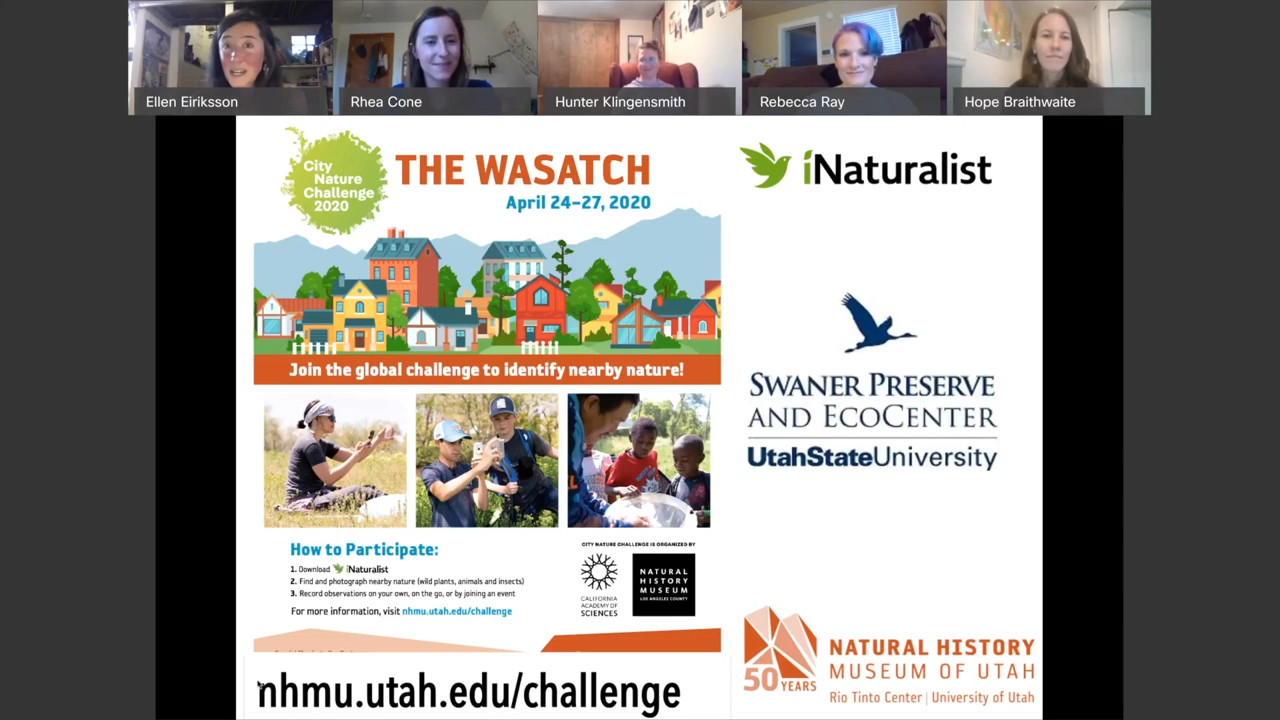 Ellen Eiriksson
Rhea Cone
Hunter Klingensmith
Rebecca Ray
Hope Braithwaite
City
Nature
Challenge
2020
THE WASATCH
April 24–27, 2020
Join the global challenge to identify nearby nature!
How to Participate:
1. Download iNaturalist
2. Find and photograph nearby nature (wild plants, animals and insects)
3. Record observations on your own, on the go, or by joining an event
For more information, visit nhmu.utah.edu/challenge
CITY NATURE CHALLENGE IS ORGANIZED BY
CALIFORNIA
ACADEMY OF
SCIENCES
NATURAL
HISTORY
MUSEUM
LOS ANGELES COUNTY
nhmu.utah.edu/challenge
iNaturalist
SWANER PRESERVE
AND ECOCENTER
UtahStateUniversity
50 YEARS
NATURAL HISTORY
MUSEUM OF UTAH
Rio Tinto Center | University of Utah